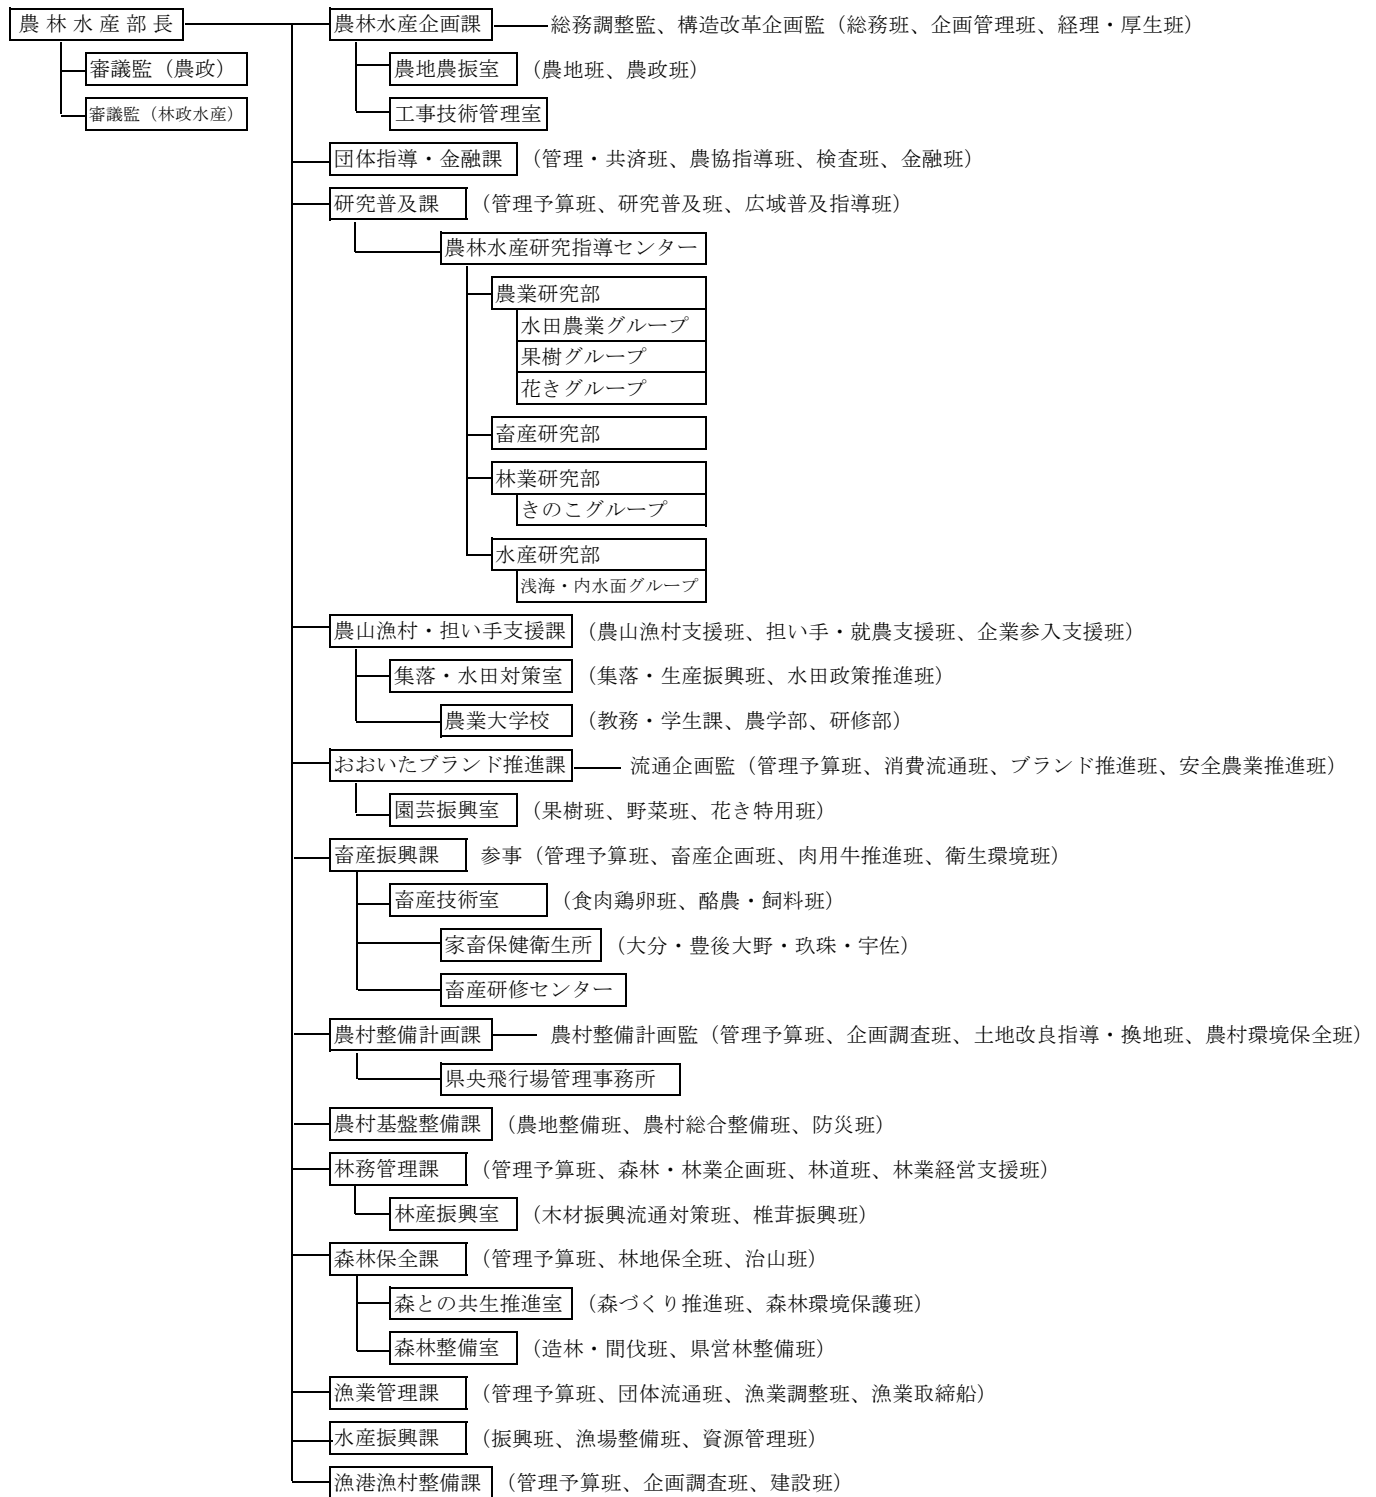 農林水産部長 農林水産企画課 総務調整監、構造改革企画監（総務班、企画管理班、経理・厚生班）
審議監（農政） 農地農振室 （農地班、農政班）
審議監（林政水産） 工事技術管理室
団体指導・金融課 （管理・共済班、農協指導班、検査班、金融班）
研究普及課 （管理予算班、研究普及班、広域普及指導班）
農林水産研究指導センター
農業研究部
水田農業グループ
果樹グループ
花きグループ
畜産研究部
林業研究部
きのこグループ
水産研究部
浅海・内水面グループ
農山漁村・担い手支援課 （農山漁村支援班、担い手・就農支援班、企業参入支援班）
集落・水田対策室 （集落・生産振興班、水田政策推進班）
農業大学校 （教務・学生課、農学部、研修部）
おおいたブランド推進課 流通企画監（管理予算班、消費流通班、ブランド推進班、安全農業推進班）
園芸振興室 （果樹班、野菜班、花き特用班）
畜産振興課 参事（管理予算班、畜産企画班、肉用牛推進班、衛生環境班）
畜産技術室 （食肉鶏卵班、酪農・飼料班）
家畜保健衛生所 （大分・豊後大野・玖珠・宇佐）
畜産研修センター
農村整備計画課 農村整備計画監（管理予算班、企画調査班、土地改良指導・換地班、農村環境保全班）
県央飛行場管理事務所
農村基盤整備課 （農地整備班、農村総合整備班、防災班）
林務管理課 （管理予算班、森林・林業企画班、林道班、林業経営支援班）
林産振興室 （木材振興流通対策班、椎茸振興班）
森林保全課 （管理予算班、林地保全班、治山班）
森との共生推進室 （森づくり推進班、森林環境保護班）
森林整備室 （造林・間伐班、県営林整備班）
漁業管理課 （管理予算班、団体流通班、漁業調整班、漁業取締船）
水産振興課 （振興班、漁場整備班、資源管理班）
漁港漁村整備課 （管理予算班、企画調査班、建設班）